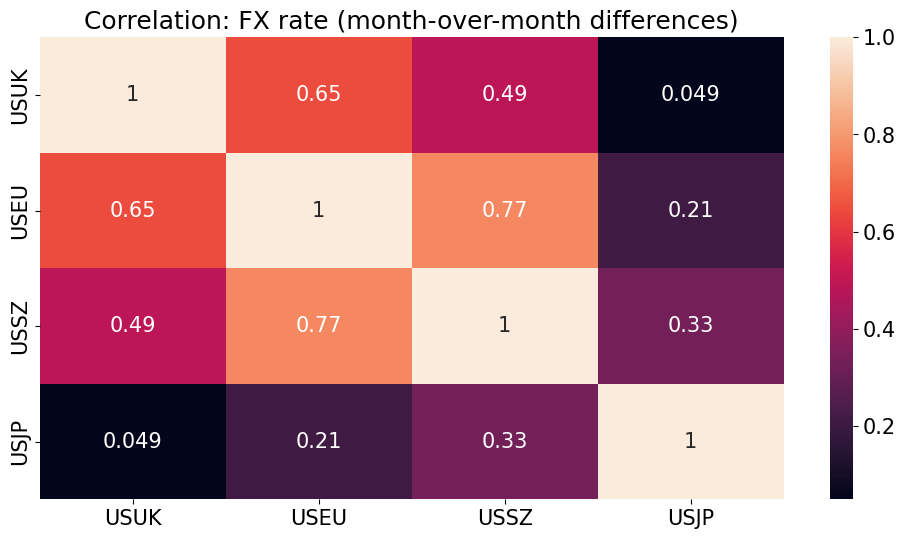 Correlation: FX rate (month-over-month differences)
USUK 1 0.65 0.49 0.049
USEU 0.65 1 0.77 0.21
USSZ 0.49 0.77 1 0.33
USJP 0.049 0.21 0.33 1
USUK USEU USSZ USJP
1.0
0.8
0.6
0.4
0.2